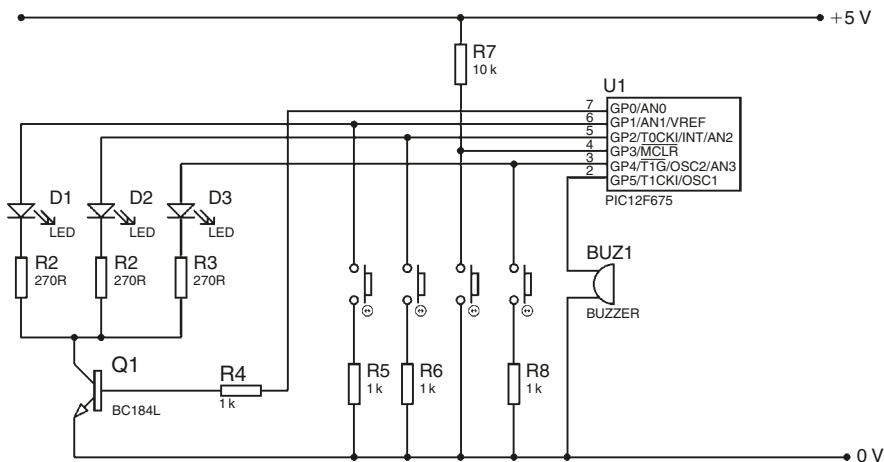 +5 V
R7
10 k
U1
7
GP0/AN0
6
GP1/AN1/VREF
5
GP2/T0CKI/INT/AN2
4
GP3/MCLR
3
GP4/T1G/OSC2/AN3
2
GP5/T1CKI/OSC1
PIC12F675
D1
LED
D2
LED
D3
LED
R2
270R
R2
270R
R3
270R
BUZ1
BUZZER
Q1
BC184L
R4
1 k
R5
1 k
R6
1 k
R8
1 k
0 V